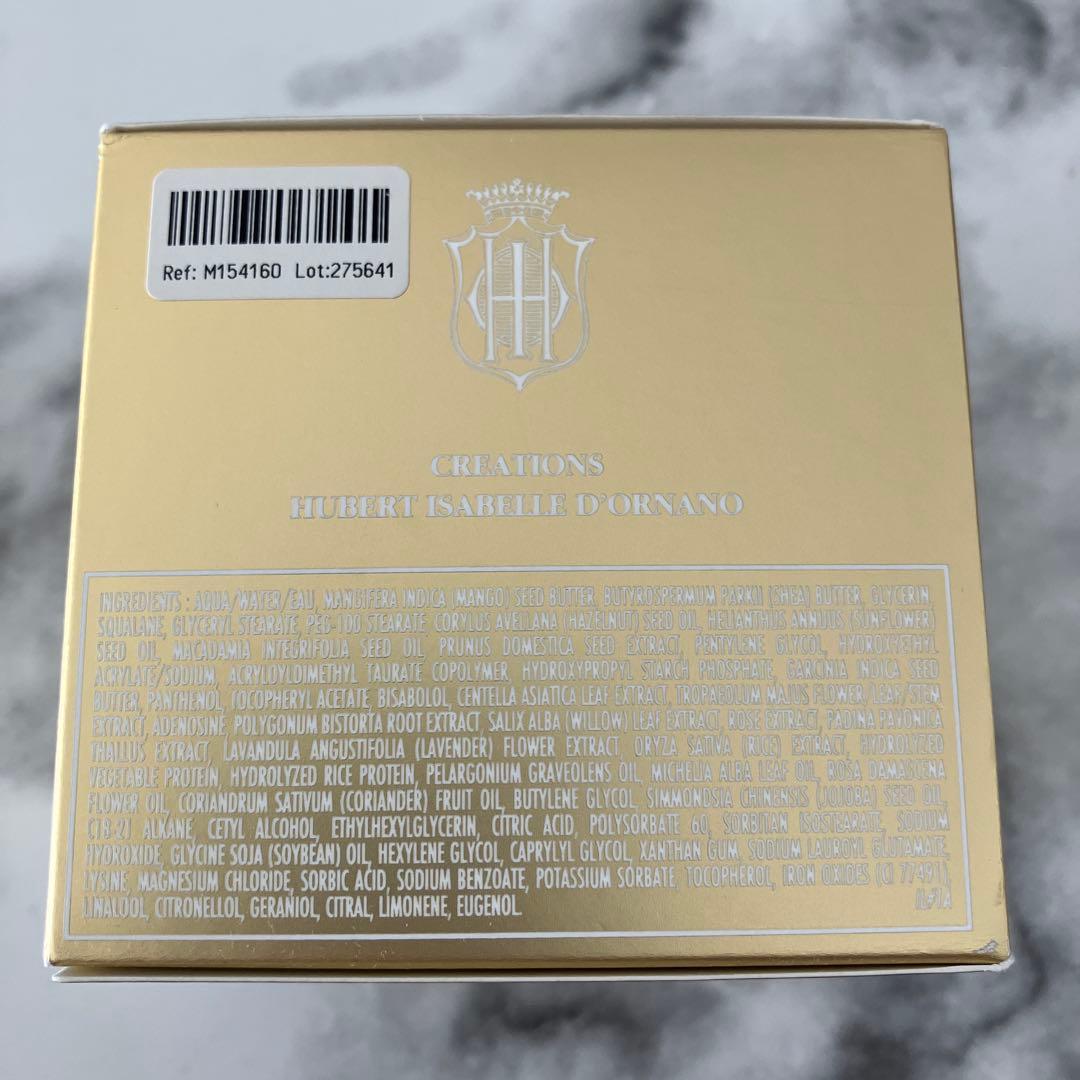 Ref: M154160 Lot:275641
CREATIONS
HUBERT ISABELLE D'ORNANO
INGREDIENTS : AQUA/WATER/EAU, MANGIFERA INDICA (MANGO) SEED BUTTER, BUTYROSPERMUM PARKII (SHEA) BUTTER, GLYCERIN,
SQUALANE, GLYCERYL STEARATE, PEG-100 STEARATE, CORYLUS AVELLANA (HAZELNUT) SEED OIL, HELIANTHUS ANNUUS (SUNFLOWER)
SEED OIL, MACADAMIA INTEGRIFOLIA SEED OIL, PRUNUS DOMESTICA SEED EXTRACT, PENTYLENE GLYCOL, HYDROXYETHYL
ACRYLATE/SODIUM ACRYLOYLDIMETHYL TAURATE COPOLYMER, HYDROXYPROPYL STARCH PHOSPHATE, GARCINIA INDICA SEED
BUTTER, PANTHENOL, TOCOPHERYL ACETATE, BISABOLOL, CENTELLA ASIATICA LEAF EXTRACT, TROPAEOLUM MAJUS FLOWER/LEAF/STEM
EXTRACT, ADENOSINE, POLYGONUM BISTORTA ROOT EXTRACT, SALIX ALBA (WILLOW) LEAF EXTRACT, ROSE EXTRACT, PADINA PAVONICA
THALLUS EXTRACT, LAVANDULA ANGUSTIFOLIA (LAVENDER) FLOWER EXTRACT, ORYZA SATIVA (RICE) EXTRACT, HYDROLYZED
VEGETABLE PROTEIN, HYDROLYZED RICE PROTEIN, PELARGONIUM GRAVEOLENS OIL, MICHELIA ALBA LEAF OIL, ROSA DAMASCENA
FLOWER OIL, CORIANDRUM SATIVUM (CORIANDER) FRUIT OIL, BUTYLENE GLYCOL, SIMMONDSIA CHINENSIS (JOJOBA) SEED OIL,
C18-21 ALKANE, CETYL ALCOHOL, ETHYLHEXYLGLYCERIN, CITRIC ACID, POLYSORBATE 60, SORBITAN ISOSTEARATE, SODIUM
HYDROXIDE, GLYCINE SOJA (SOYBEAN) OIL, HEXYLENE GLYCOL, CAPRYLYL GLYCOL, XANTHAN GUM, SODIUM LAUROYL GLUTAMATE,
LYSINE, MAGNESIUM CHLORIDE, SORBIC ACID, SODIUM BENZOATE, POTASSIUM SORBATE, TOCOPHEROL, IRON OXIDES (CI 77491),
LINALOOL, CITRONELLOL, GERANIOL, CITRAL, LIMONENE, EUGENOL.
IL#1A